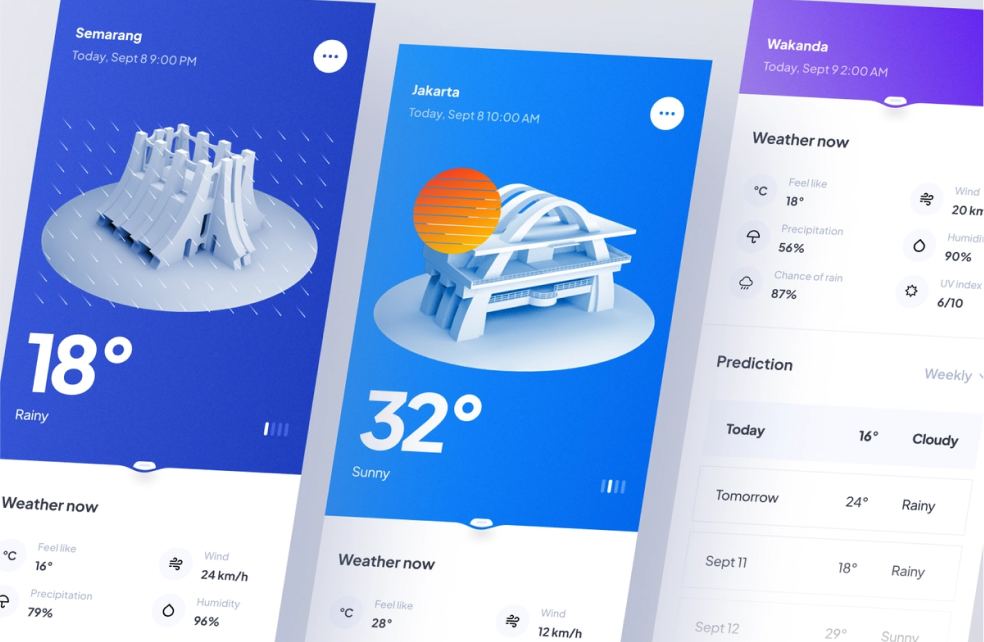 Semarang
Today, Sept 8 9:00 PM
18°
Rainy
Weather now
°C
Feel like
16°
Wind
24 km/h
Precipitation
79%
Humidity
96%
Jakarta
Today, Sept 8 10:00 AM
32°
Sunny
Weather now
°C
Feel like
28°
Wind
12 km/h
Wakanda
Today, Sept 9 2:00 AM
Weather now
°C
Feel like
18°
Wind
20 km
Precipitation
56%
Humidi
90%
Chance of rain
87%
UV index
6/10
Prediction
Weekly
Today 16° Cloudy
Tomorrow 24° Rainy
Sept 11 18° Rainy
Sept 12 29° Sunny